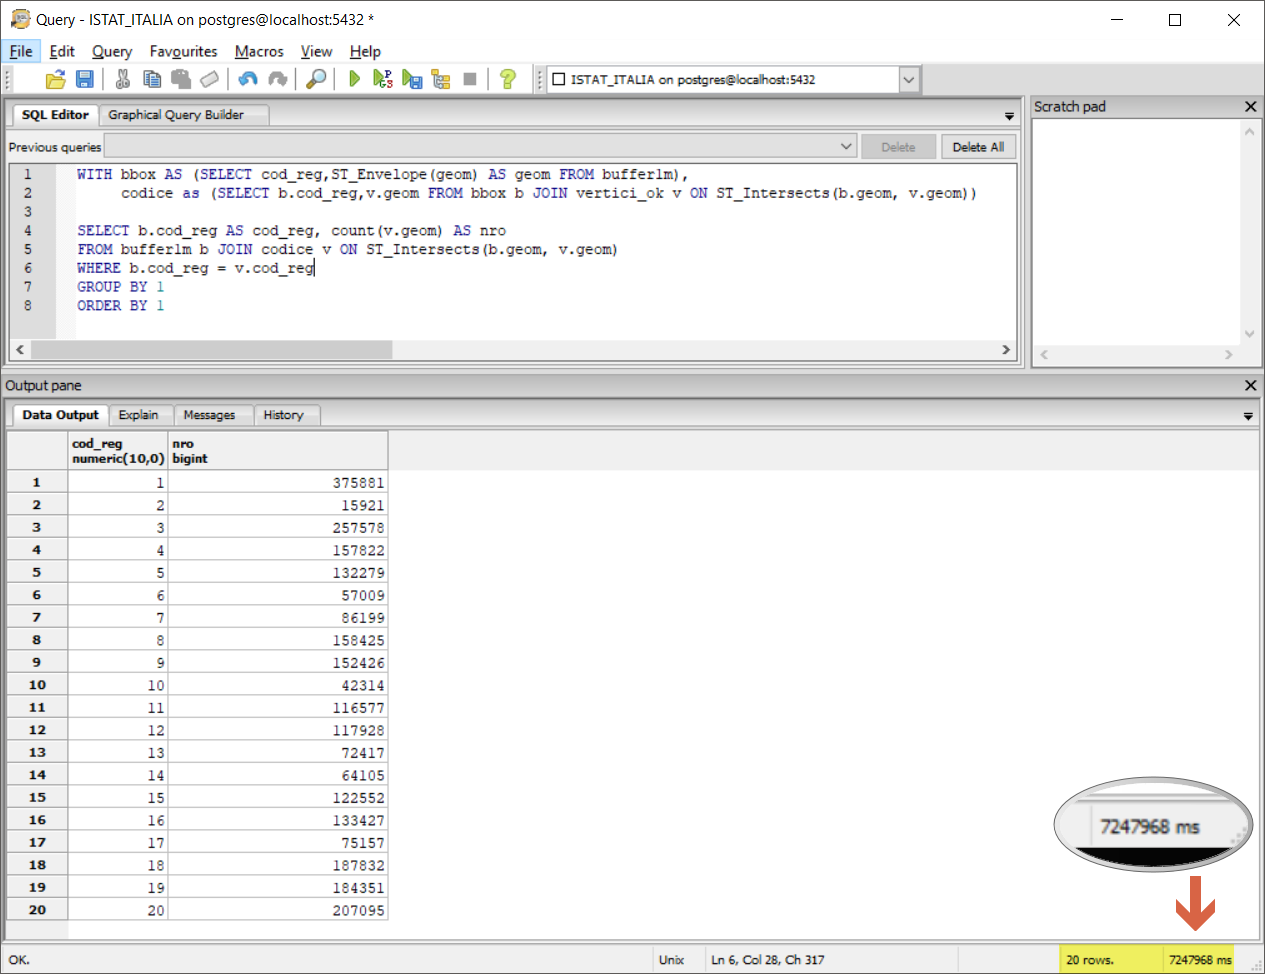 Query - ISTAT_ITALIA on postgres@localhost:5432 *
File Edit Query Favourites Macros View Help
ISTAT_ITALIA on postgres@localhost:5432
SQL Editor Graphical Query Builder
Scratch pad
Previous queries Delete Delete All
1 WITH bbox AS (SELECT cod_reg,ST_Envelope(geom) AS geom FROM bufferlm),
2 codice as (SELECT b.cod_reg,v.geom FROM bbox b JOIN vertici_ok v ON ST_Intersects(b.geom, v.geom))
3
4 SELECT b.cod_reg AS cod_reg, count(v.geom) AS nro
5 FROM bufferlm b JOIN codice v ON ST_Intersects(b.geom, v.geom)
6 WHERE b.cod_reg = v.cod_reg
7 GROUP BY 1
8 ORDER BY 1
Output pane
Data Output Explain Messages History
cod_reg nro
numeric(10,0) bigint
1 1 375881
2 2 15921
3 3 257578
4 4 157822
5 5 132279
6 6 57009
7 7 86199
8 8 158425
9 9 152426
10 10 42314
11 11 116577
12 12 117928
13 13 72417
14 14 64105
15 15 122552
16 16 133427
17 17 75157
18 18 187832
19 19 184351
20 20 207095
7247968 ms
OK. Unix Ln 6, Col 28, Ch 317 20 rows. 7247968 ms